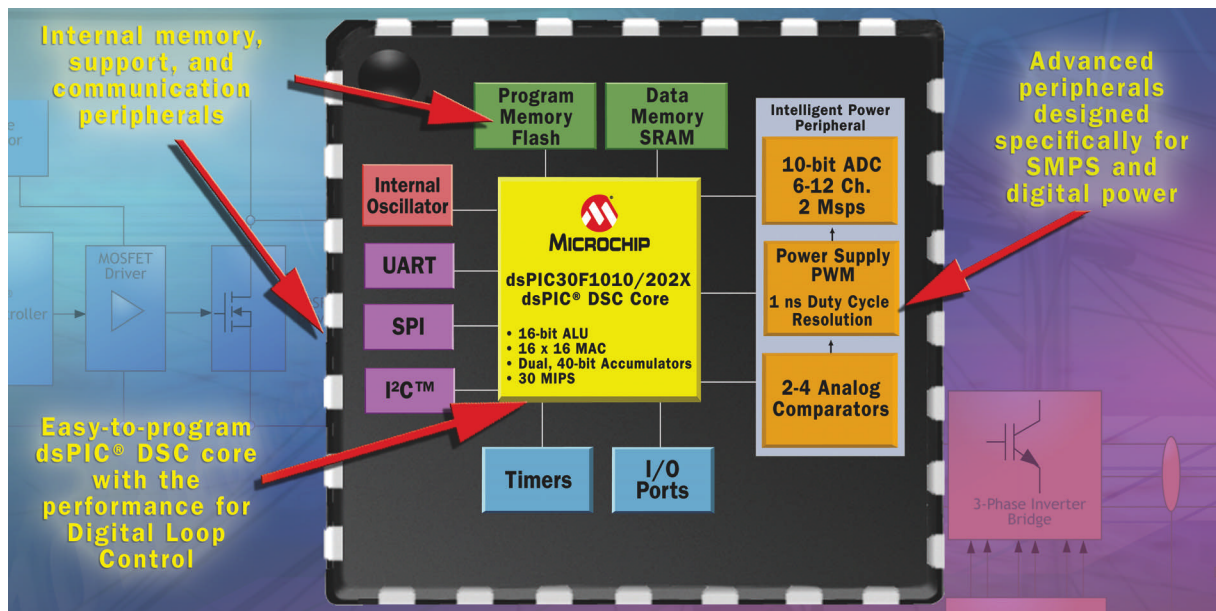 Internal memory,
support, and
communication
peripherals
Advanced
peripherals
designed
specifically for
SMPS and
digital power
Easy-to-program
dsPIC® DSC core
with the
performance for
Digital Loop
Control
Program
Memory
Flash
Data
Memory
SRAM
Intelligent Power
Peripheral
10-bit ADC
6-12 Ch.
2 Msps
Power Supply
PWM
1 ns Duty Cycle
Resolution
2-4 Analog
Comparators
Internal
Oscillator
UART
SPI
I²C™
MICROCHIP
dsPIC30F1010/202X
dsPIC® DSC Core
• 16-bit ALU
• 16 x 16 MAC
• Dual, 40-bit Accumulators
• 30 MIPS
Timers
I/O
Ports
MOSFET
Driver
3-Phase Inverter
Bridge